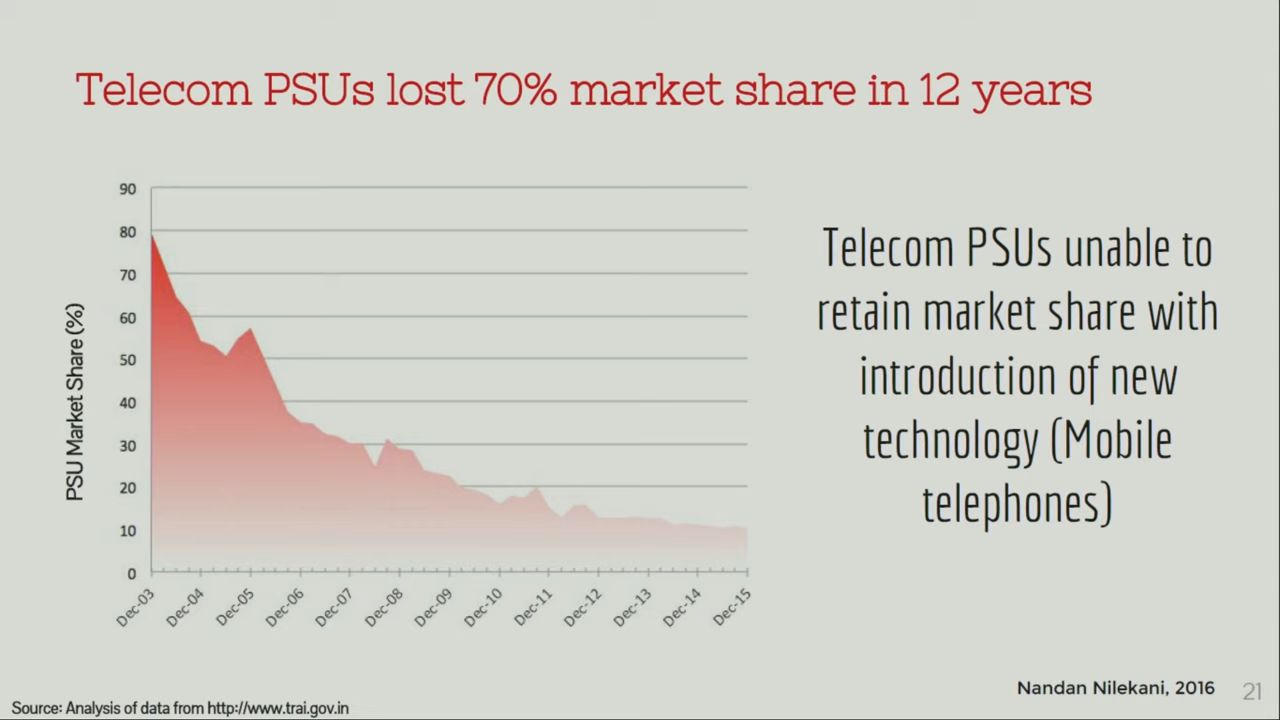 Telecom PSUs lost 70% market share in 12 years
PSU Market Share (%)
90
80
70
60
50
40
30
20
10
0
Dec-03
Dec-04
Dec-05
Dec-06
Dec-07
Dec-08
Dec-09
Dec-10
Dec-11
Dec-12
Dec-13
Dec-14
Dec-15
Telecom PSUs unable to
retain market share with
introduction of new
technology (Mobile
telephones)
Nandan Nilekani, 2016
21
Source: Analysis of data from http://www.trai.gov.in